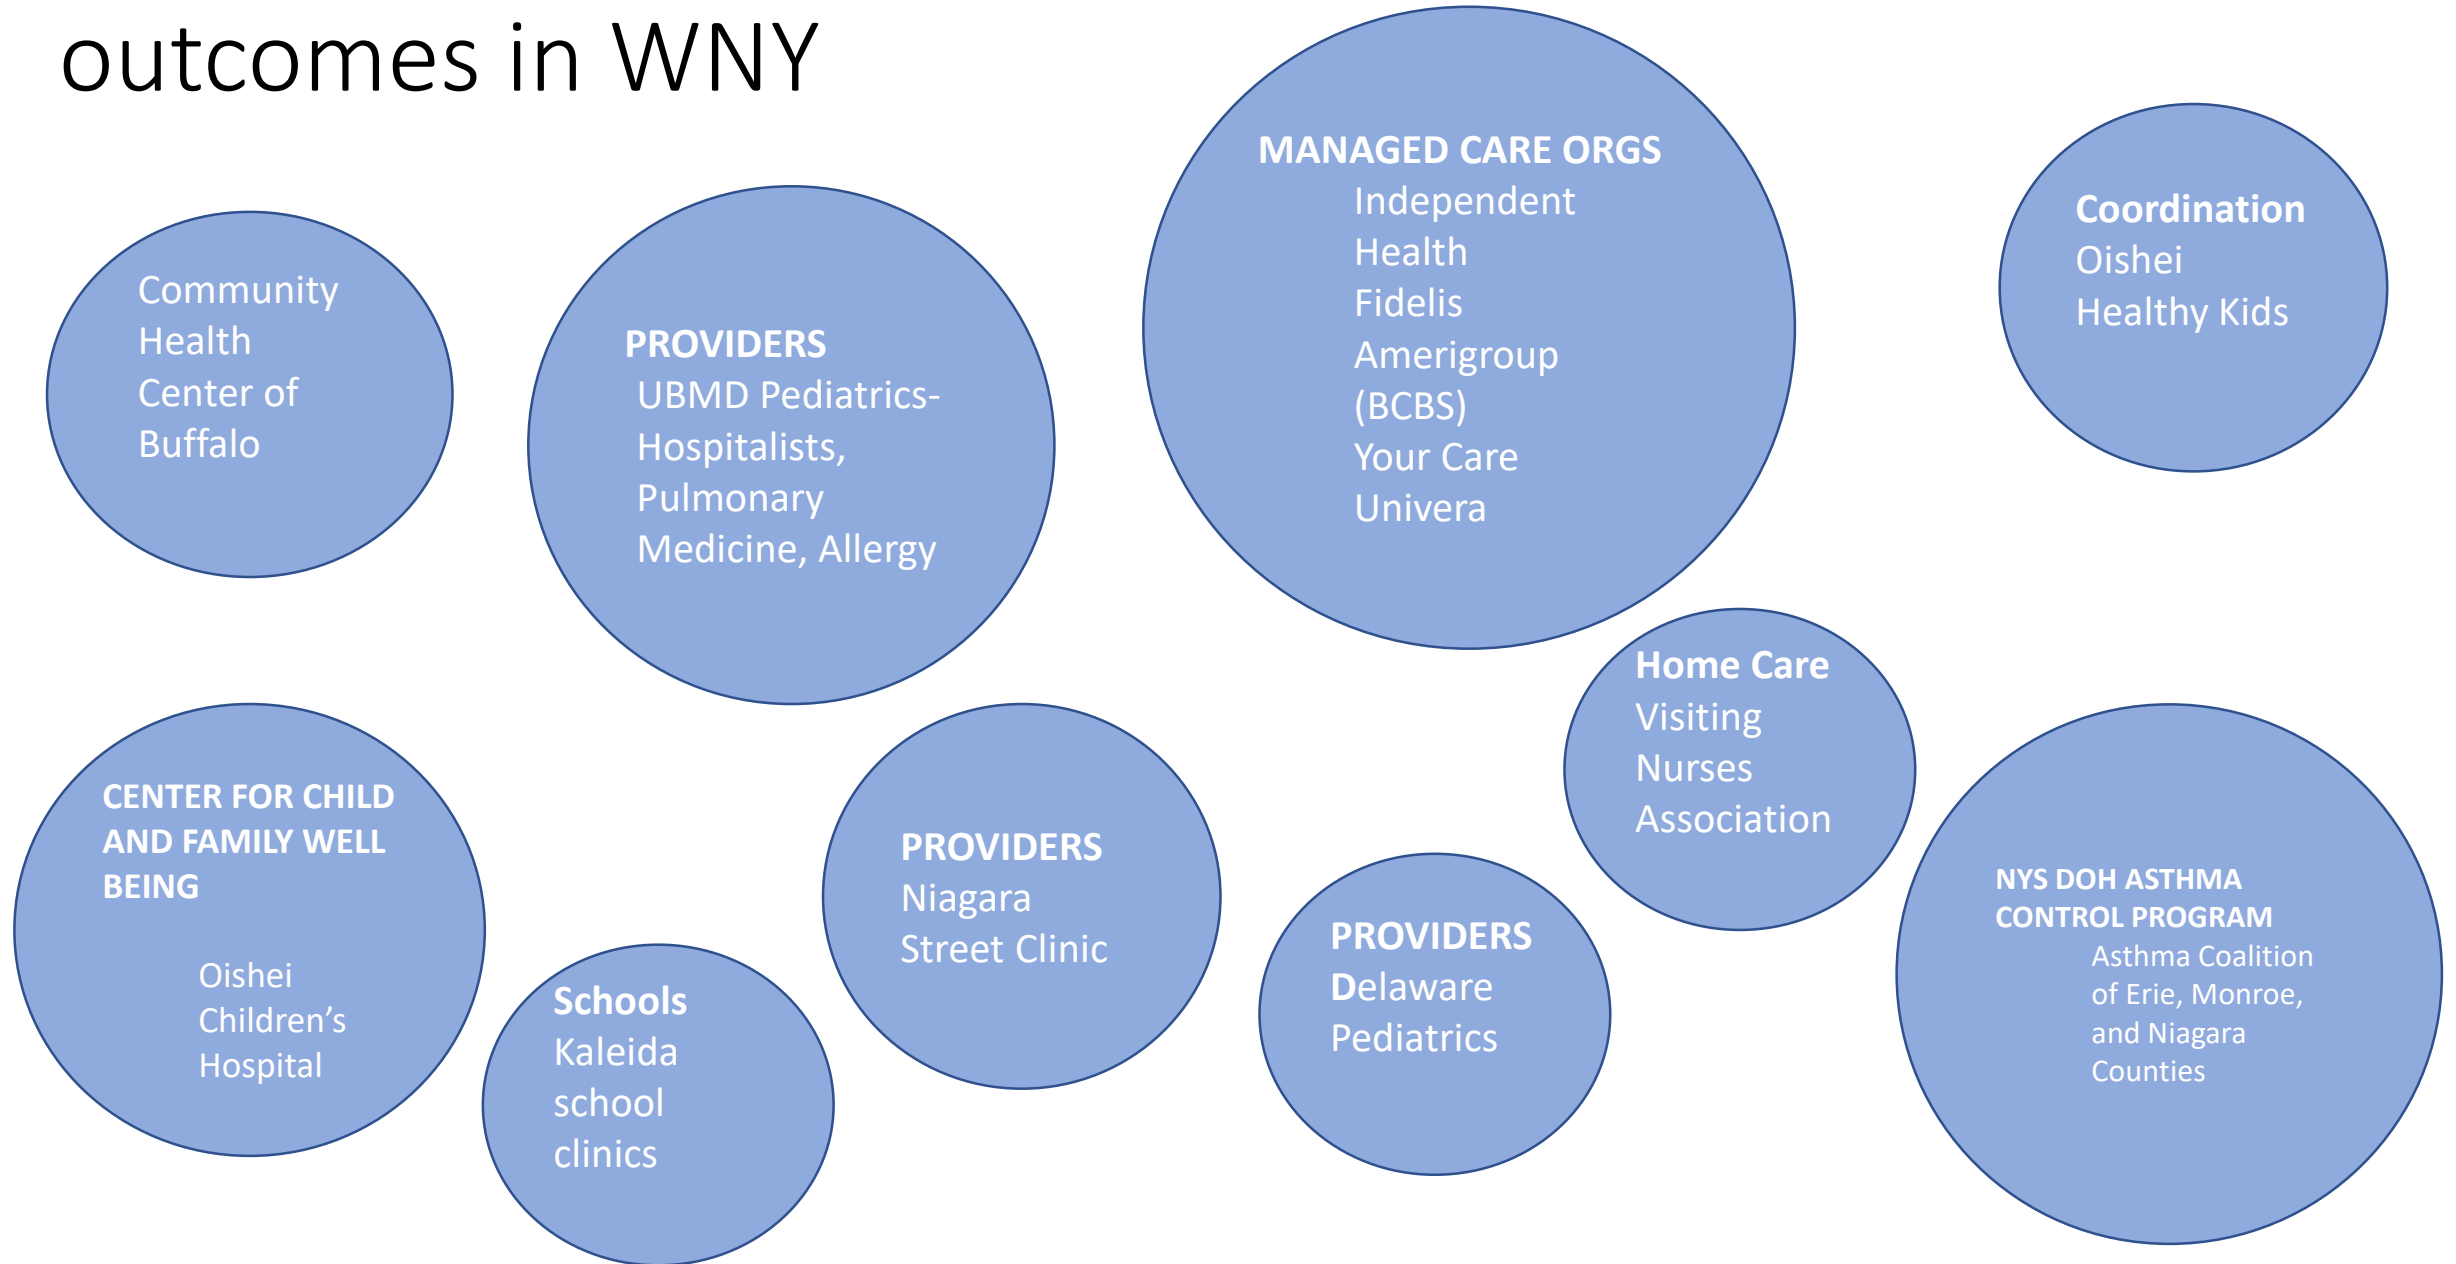 outcomes in WNY
Community
Health
Center of
Buffalo
PROVIDERS
UBMD Pediatrics-
Hospitalists,
Pulmonary
Medicine, Allergy
MANAGED CARE ORGS
Independent
Health
Fidelis
Amerigroup
(BCBS)
Your Care
Univera
Coordination
Oishei
Healthy Kids
CENTER FOR CHILD
AND FAMILY WELL
BEING
Oishei
Children’s
Hospital
Schools
Kaleida
school
clinics
PROVIDERS
Niagara
Street Clinic
PROVIDERS
Delaware
Pediatrics
Home Care
Visiting
Nurses
Association
NYS DOH ASTHMA
CONTROL PROGRAM
Asthma Coalition
of Erie, Monroe,
and Niagara
Counties